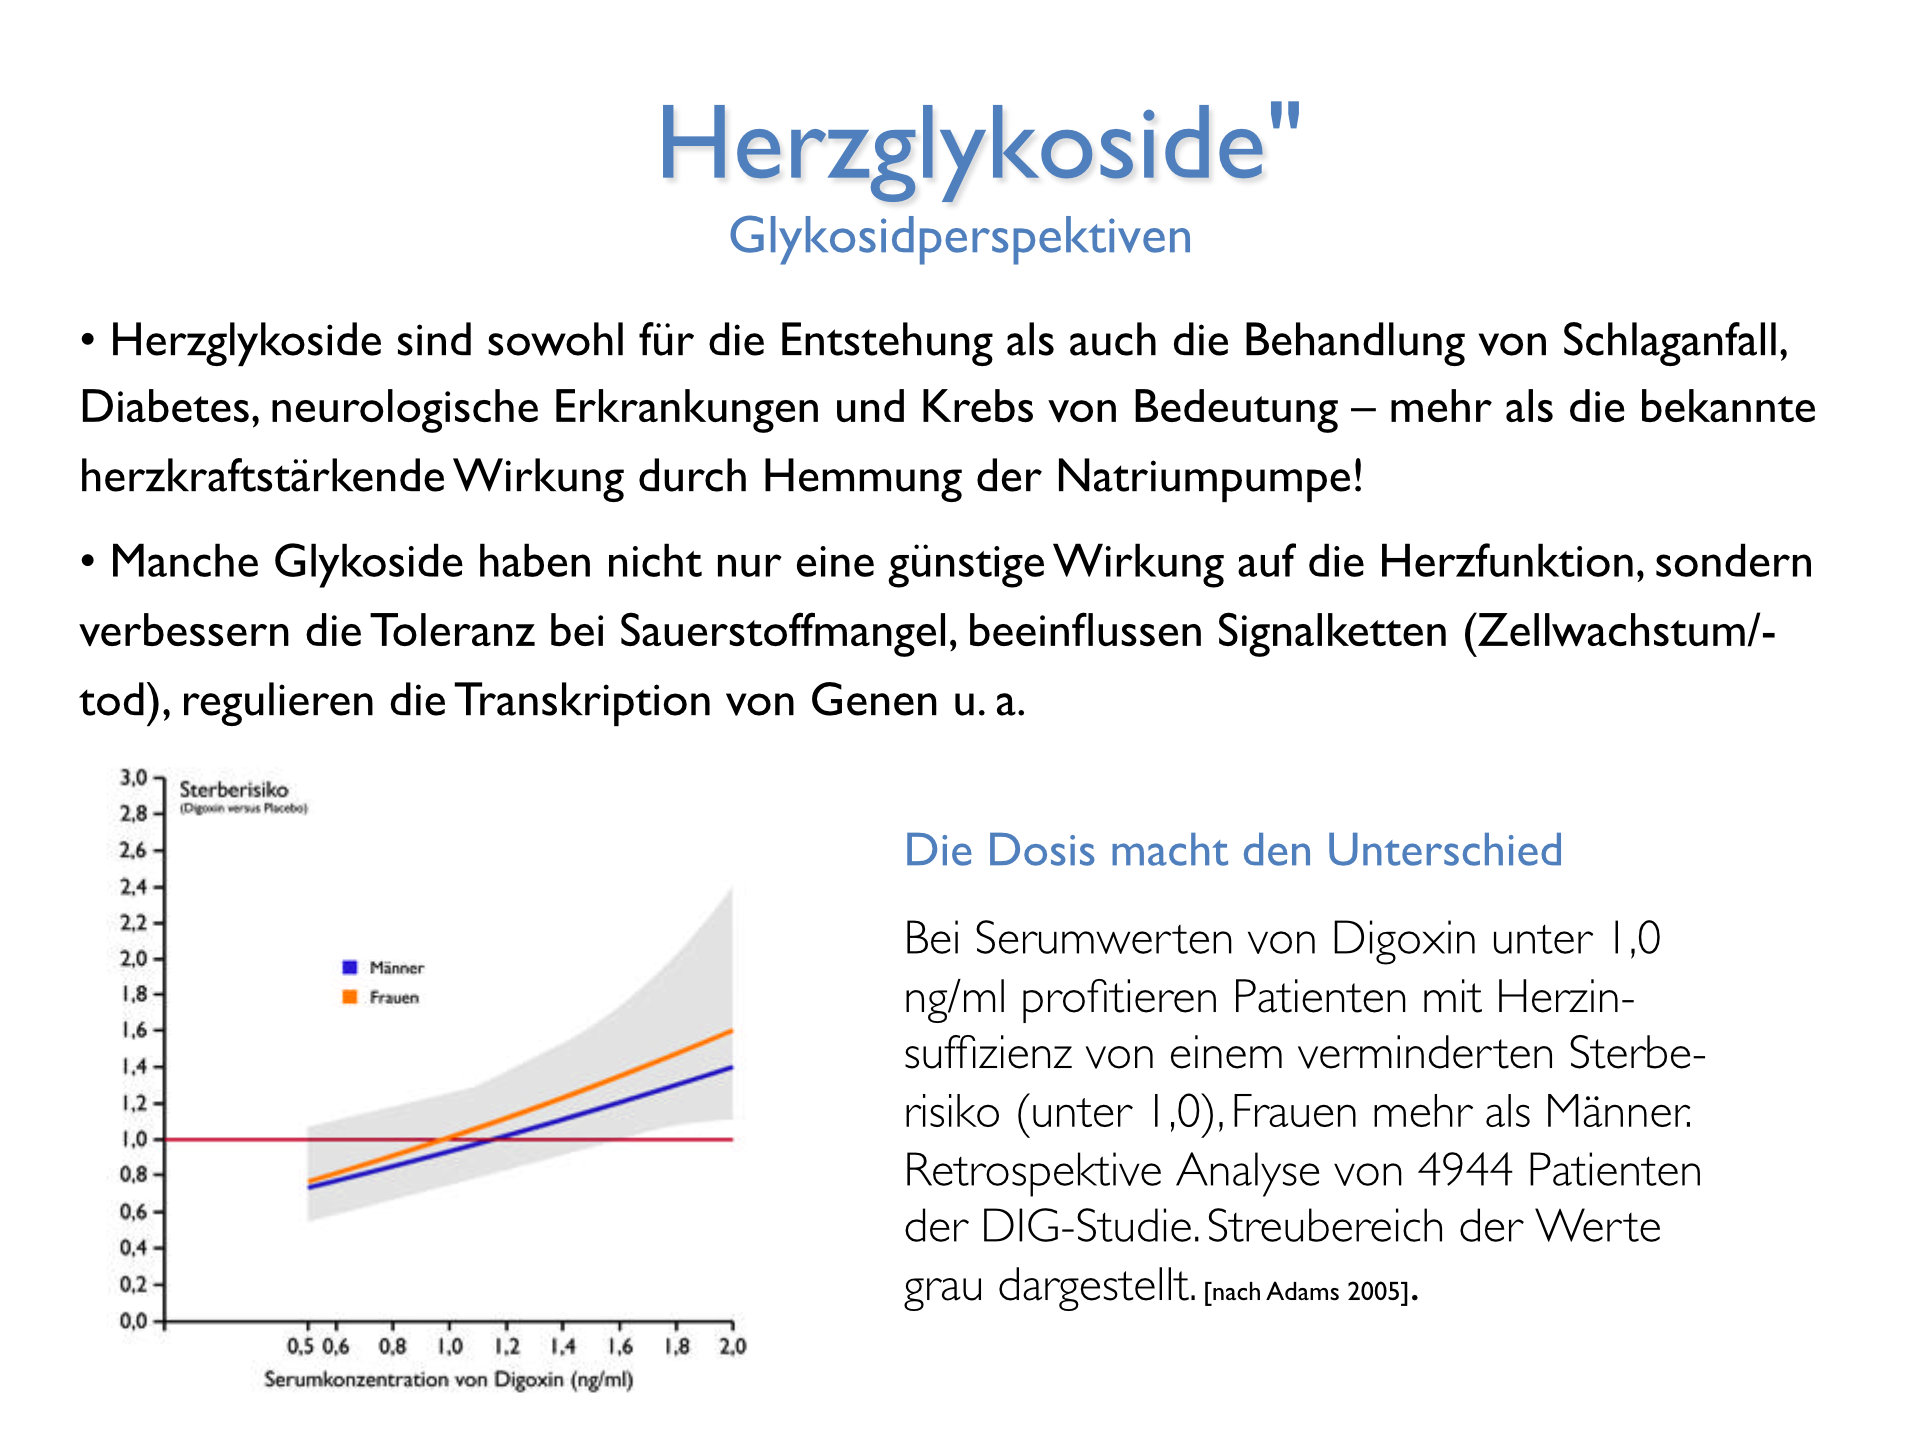 Herzglykoside"
Glykosidperspektiven
• Herzglykoside sind sowohl für die Entstehung als auch die Behandlung von Schlaganfall,
Diabetes, neurologische Erkrankungen und Krebs von Bedeutung – mehr als die bekannte
herzkraftstärkende Wirkung durch Hemmung der Natriumpumpe!
• Manche Glykoside haben nicht nur eine günstige Wirkung auf die Herzfunktion, sondern
verbessern die Toleranz bei Sauerstoffmangel, beeinflussen Signalketten (Zellwachstum/-
tod), regulieren die Transkription von Genen u. a.
3,0
Sterberisiko
(Digoxin versus Placebo)
2,8
2,6
2,4
2,2
2,0
1,8
1,6
1,4
1,2
1,0
0,8
0,6
0,4
0,2
0,0
Männer
Frauen
0,5 0,6 0,8 1,0 1,2 1,4 1,6 1,8 2,0
Serumkonzentration von Digoxin (ng/ml)
Die Dosis macht den Unterschied
Bei Serumwerten von Digoxin unter 1,0
ng/ml profitieren Patienten mit Herzin-
suffizienz von einem verminderten Sterbe-
risiko (unter 1,0), Frauen mehr als Männer.
Retrospektive Analyse von 4944 Patienten
der DIG-Studie. Streubereich der Werte
grau dargestellt. [nach Adams 2005].